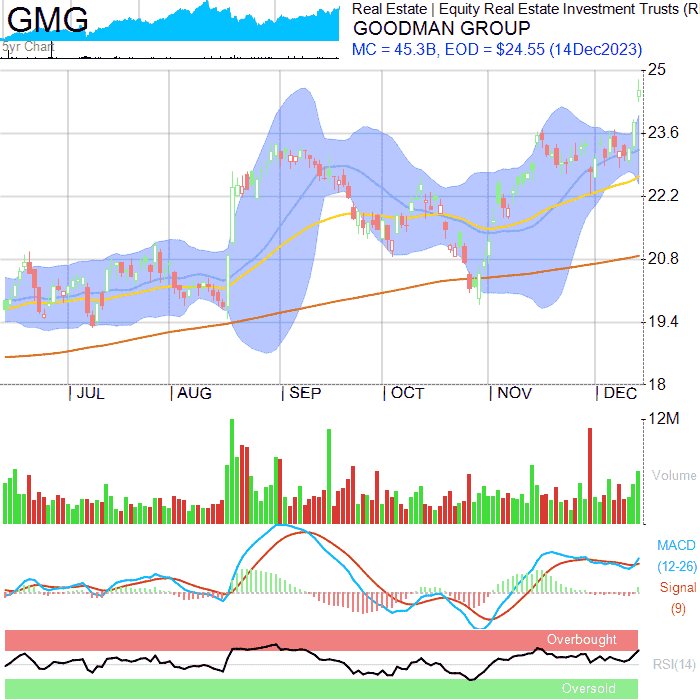 GMG
5yr Chart
Real Estate | Equity Real Estate Investment Trusts (R
GOODMAN GROUP
MC = 45.3B, EOD = $24.55 (14Dec2023)
25
23.6
22.2
20.8
19.4
18
| JUL | AUG | SEP | OCT | NOV | DEC
12M
Volume
MACD
(12-26)
Signal
(9)
Overbought
RSI(14)
Oversold